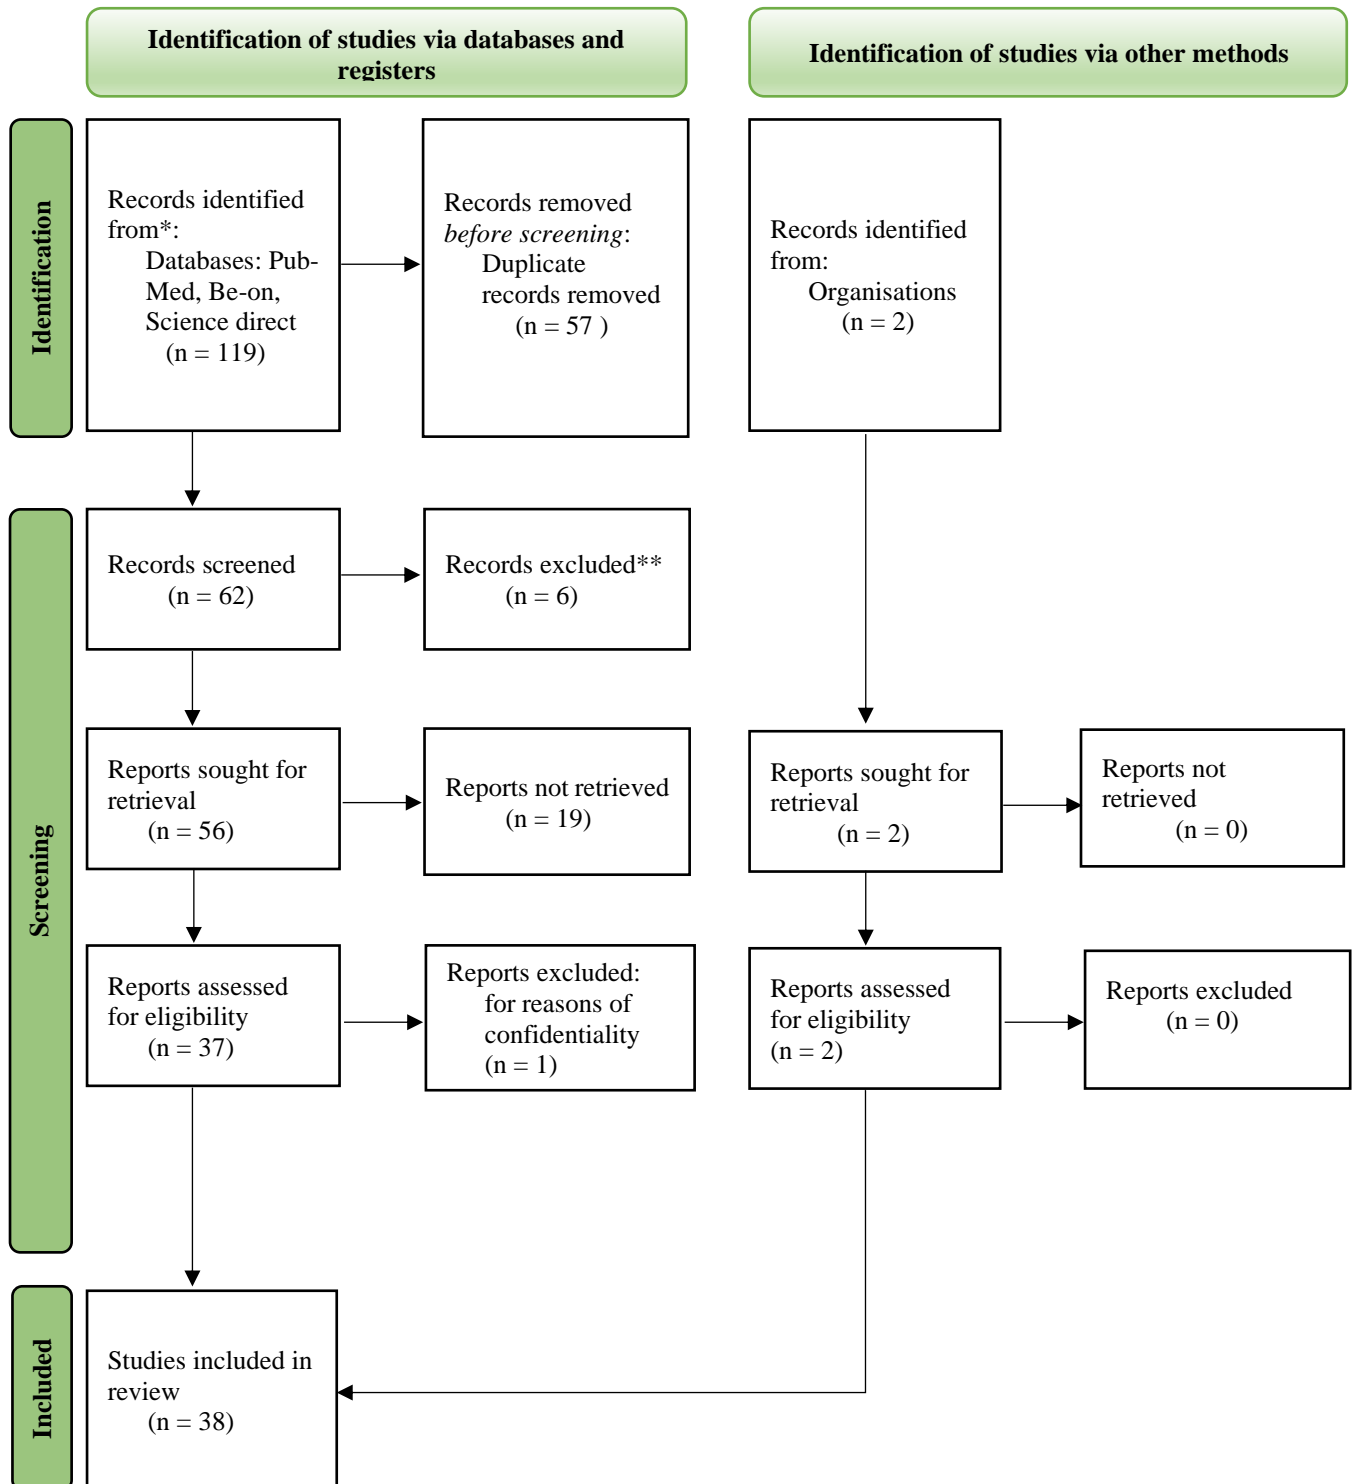 Identification of studies via databases and
registers
Identification of studies via other methods
Identification
Records identified
from*:
Databases: Pub-
Med, Be-on,
Science direct
(n = 119)
Records removed
before screening:
Duplicate
records removed
(n = 57 )
Records identified
from:
Organisations
(n = 2)
Screening
Records screened
(n = 62)
Records excluded**
(n = 6)
Reports sought for
retrieval
(n = 56)
Reports not retrieved
(n = 19)
Reports sought for
retrieval
(n = 2)
Reports not
retrieved
(n = 0)
Reports assessed
for eligibility
(n = 37)
Reports excluded:
for reasons of
confidentiality
(n = 1)
Reports assessed
for eligibility
(n = 2)
Reports excluded
(n = 0)
Included
Studies included in
review
(n = 38)